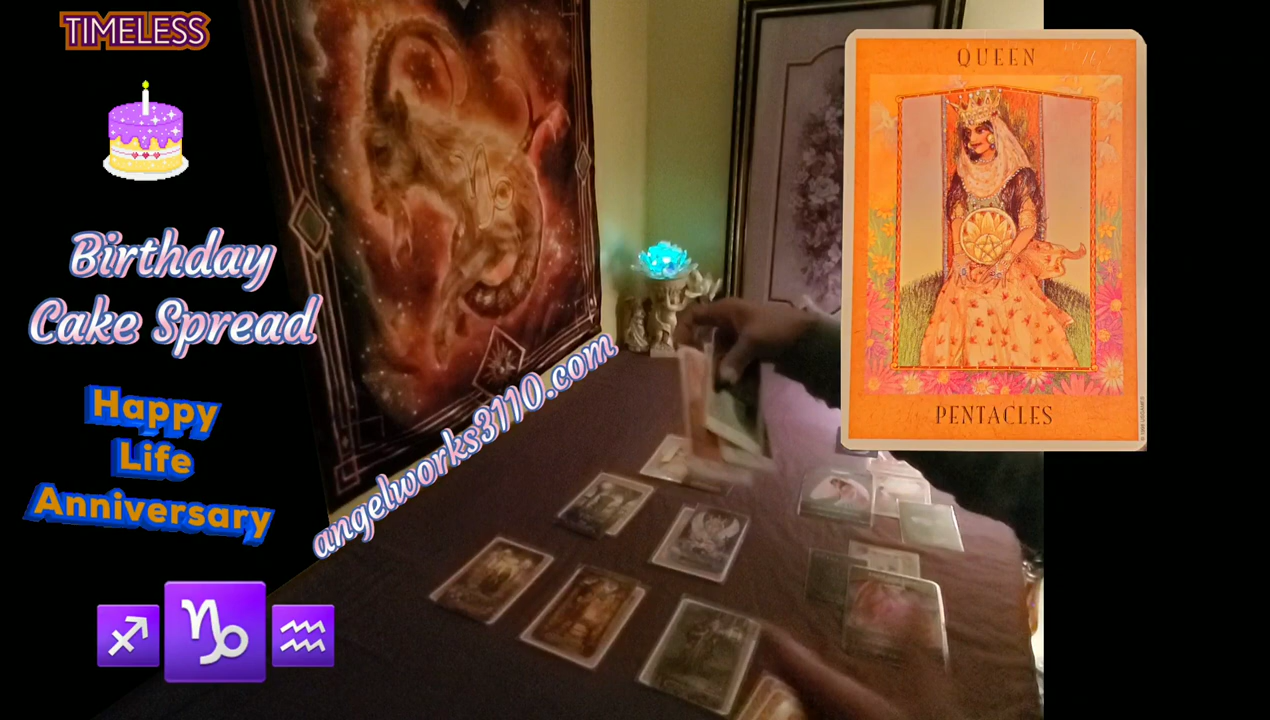 TIMELESS
Birthday
Cake Spread
Happy
Life
Anniversary
angelworks3110.com
QUEEN
PENTACLES